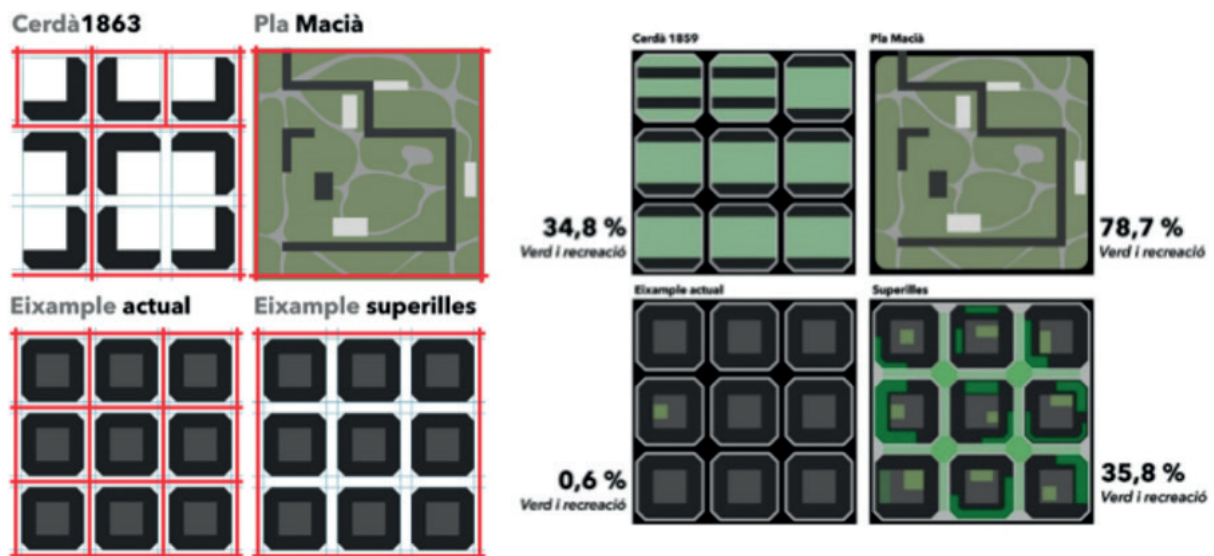 Cerdà1863
Pla Macià
Eixample actual
Eixample superilles
Cerdà 1859
Pla Macià
34,8 %
Verd i recreació
78,7 %
Verd i recreació
Eixample actual
Superilles
0,6 %
Verd i recreació
35,8 %
Verd i recreació